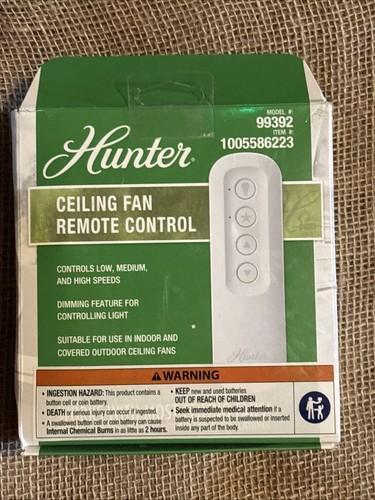 MODEL #:
99392
ITEM #:
1005586223
Hunter®
CEILING FAN
REMOTE CONTROL
CONTROLS LOW, MEDIUM,
AND HIGH SPEEDS
DIMMING FEATURE FOR
CONTROLLING LIGHT
SUITABLE FOR USE IN INDOOR AND
COVERED OUTDOOR CEILING FANS
Hunter
WARNING
• INGESTION HAZARD: This product contains a
button cell or coin battery.
• DEATH or serious injury can occur if ingested.
• A swallowed button cell or coin battery can cause
Internal Chemical Burns in as little as 2 hours.
• KEEP new and used batteries
OUT OF REACH OF CHILDREN
• Seek immediate medical attention if a
battery is suspected to be swallowed or inserted
inside any part of the body.